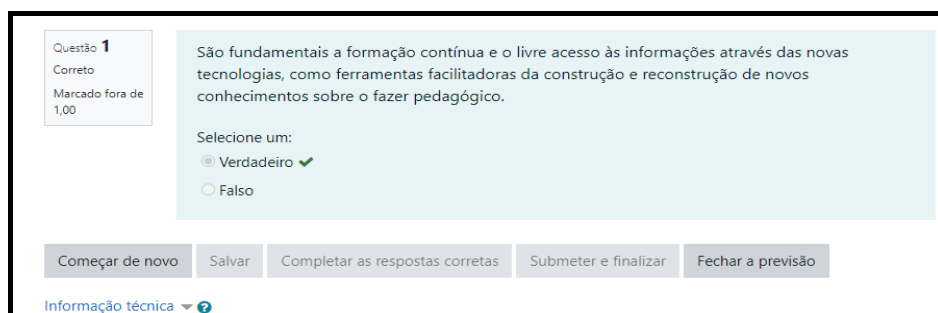 Questão 1
Correto
Marcado fora de
1,00
São fundamentais a formação contínua e o livre acesso às informações através das novas
tecnologias, como ferramentas facilitadoras da construção e reconstrução de novos
conhecimentos sobre o fazer pedagógico.
Selecione um:
Verdadeiro
Falso
Começar de novo
Salvar
Completar as respostas corretas
Submeter e finalizar
Fechar a previsão
Informação técnica